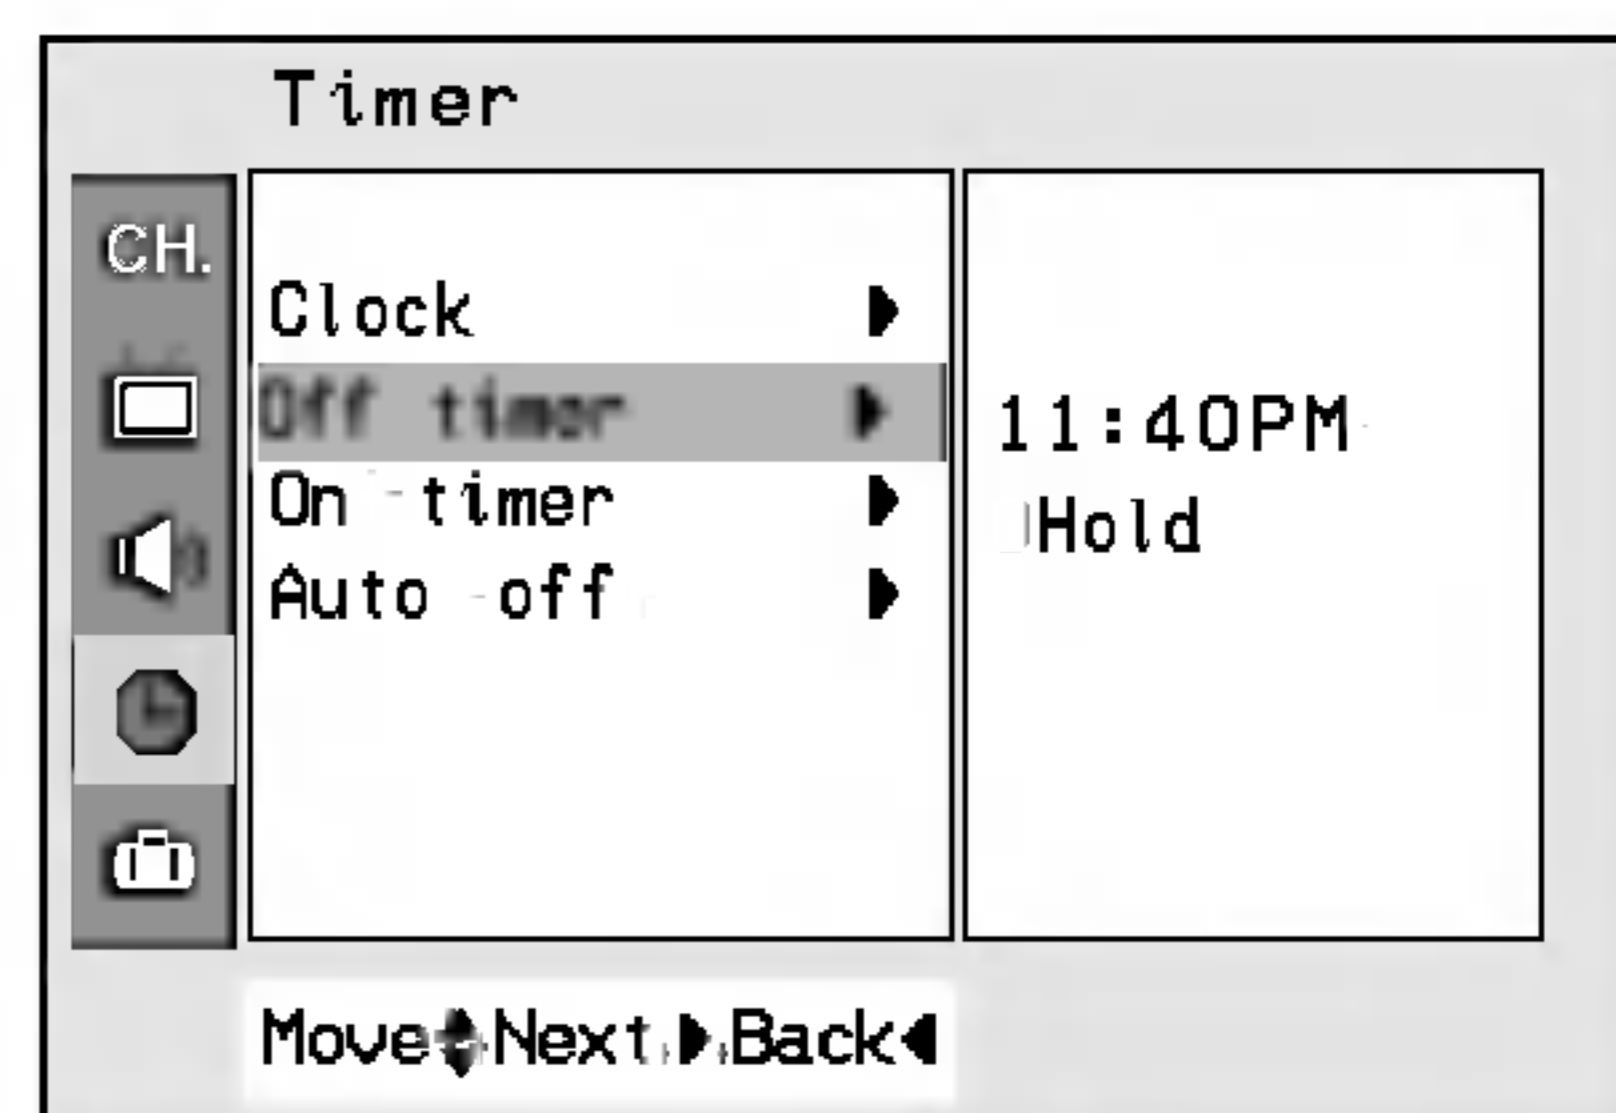 Timer
CH.
Clock
Off timer
On timer
Auto off
11:40PM
Hold
Move Next Back